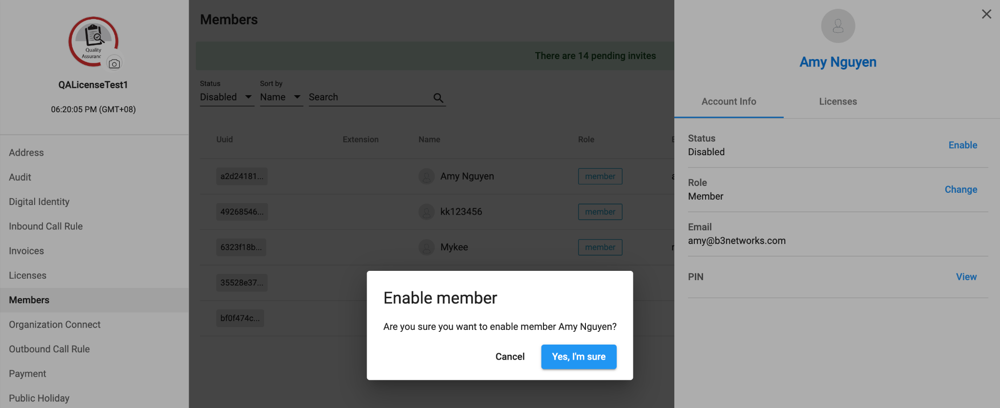 Quality
Assuranc
QALicenseTest1
06:20:05 PM (GMT+08)
Address
Audit
Digital Identity
Inbound Call Rule
Invoices
Licenses
Members
Organization Connect
Outbound Call Rule
Payment
Public Holiday
Members
There are 14 pending invites
Status
Disabled
Sort by
Name
Search
Uuid Extension Name Role
a2d24181... Amy Nguyen member
49268546... kk123456 member
6323f18b... Mykee member
35528e37...
bf0f474c...
Enable member
Are you sure you want to enable member Amy Nguyen?
Cancel Yes, I'm sure
Amy Nguyen
Account Info Licenses
Status
Disabled
Enable
Role
Member
Change
Email
amy@b3networks.com
PIN View